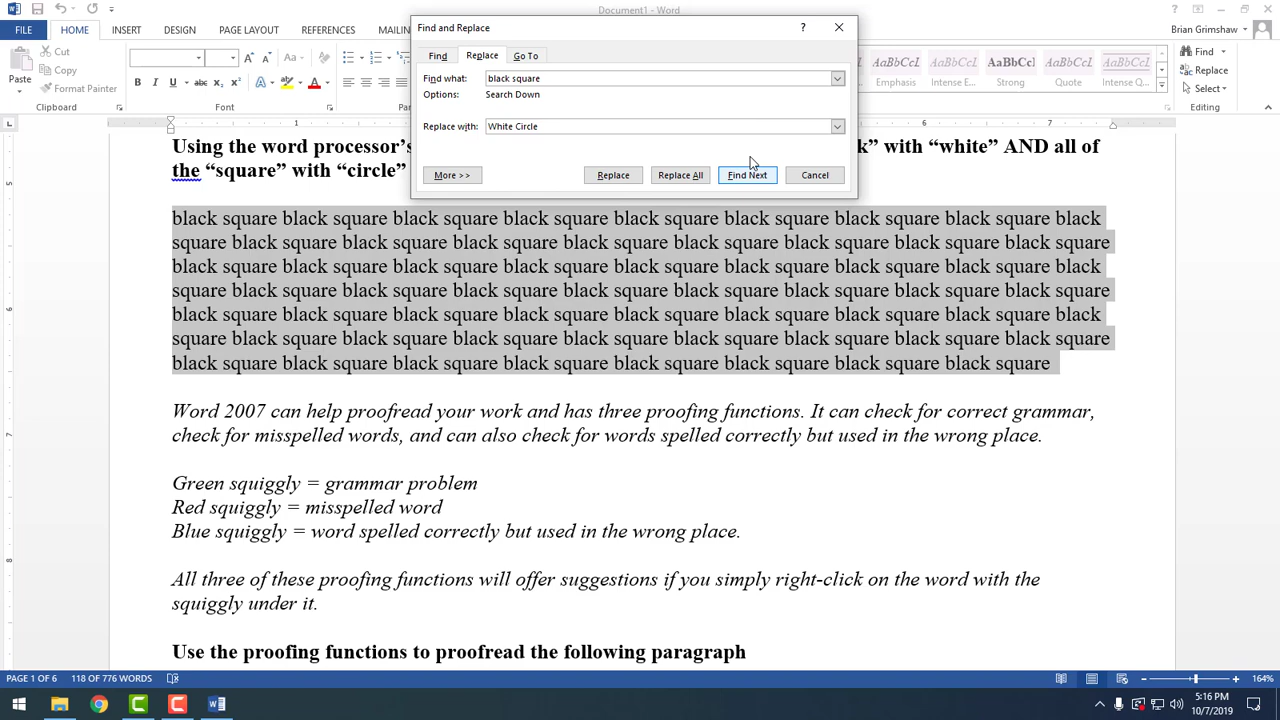 Document1 - Word
FILE HOME INSERT DESIGN PAGE LAYOUT REFERENCES MAILIN
Brian Grimshaw
Paste
Cut
Copy
Format Painter
Clipboard
Font
AaBbCcI AaBbCcI AaBbCcI AaBbCcI AaBbCcI
Emphasis Intense E... Strong Quote Intense Q...
Find
Replace
Select
Editing
Find and Replace
Find Replace Go To
Find what: black square
Options: Search Down
Replace with: White Circle
More >> Replace Replace All Find Next Cancel
1 6 7
Using the word processor’s k” with “white” AND all of
the “square” with “circle”
black square black square black square black square black square black square black square black square black
square black square black square black square black square black square black square black square black square
black square black square black square black square black square black square black square black square black
square black square black square black square black square black square black square black square black square
black square black square black square black square black square black square black square black square black
square black square black square black square black square black square black square black square black square
black square black square black square black square black square black square black square black square
Word 2007 can help proofread your work and has three proofing functions. It can check for correct grammar,
check for misspelled words, and can also check for words spelled correctly but used in the wrong place.
Green squiggly = grammar problem
Red squiggly = misspelled word
Blue squiggly = word spelled correctly but used in the wrong place.
All three of these proofing functions will offer suggestions if you simply right-click on the word with the
squiggly under it.
Use the proofing functions to proofread the following paragraph
PAGE 1 OF 6 118 OF 776 WORDS
164%
5:16 PM
10/7/2019